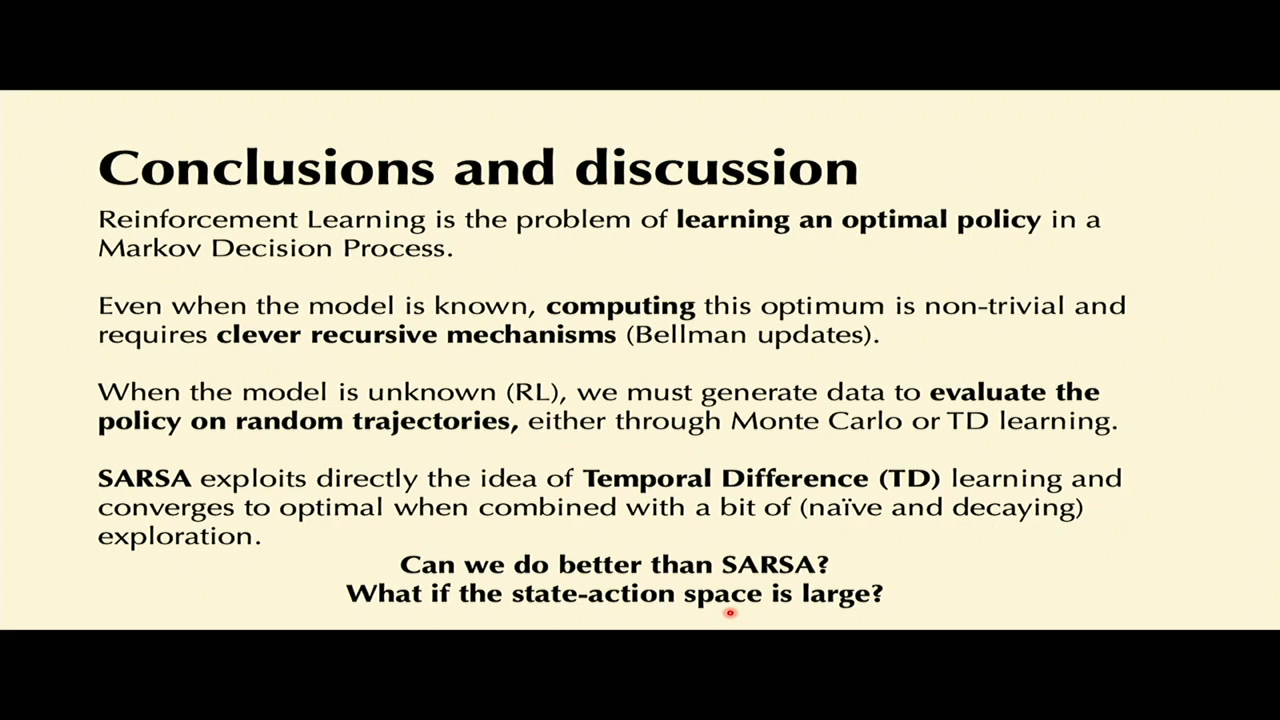 Conclusions and discussion
Reinforcement Learning is the problem of learning an optimal policy in a
Markov Decision Process.
Even when the model is known, computing this optimum is non-trivial and
requires clever recursive mechanisms (Bellman updates).
When the model is unknown (RL), we must generate data to evaluate the
policy on random trajectories, either through Monte Carlo or TD learning.
SARSA exploits directly the idea of Temporal Difference (TD) learning and
converges to optimal when combined with a bit of (naïve and decaying)
exploration.
Can we do better than SARSA?
What if the state-action space is large?